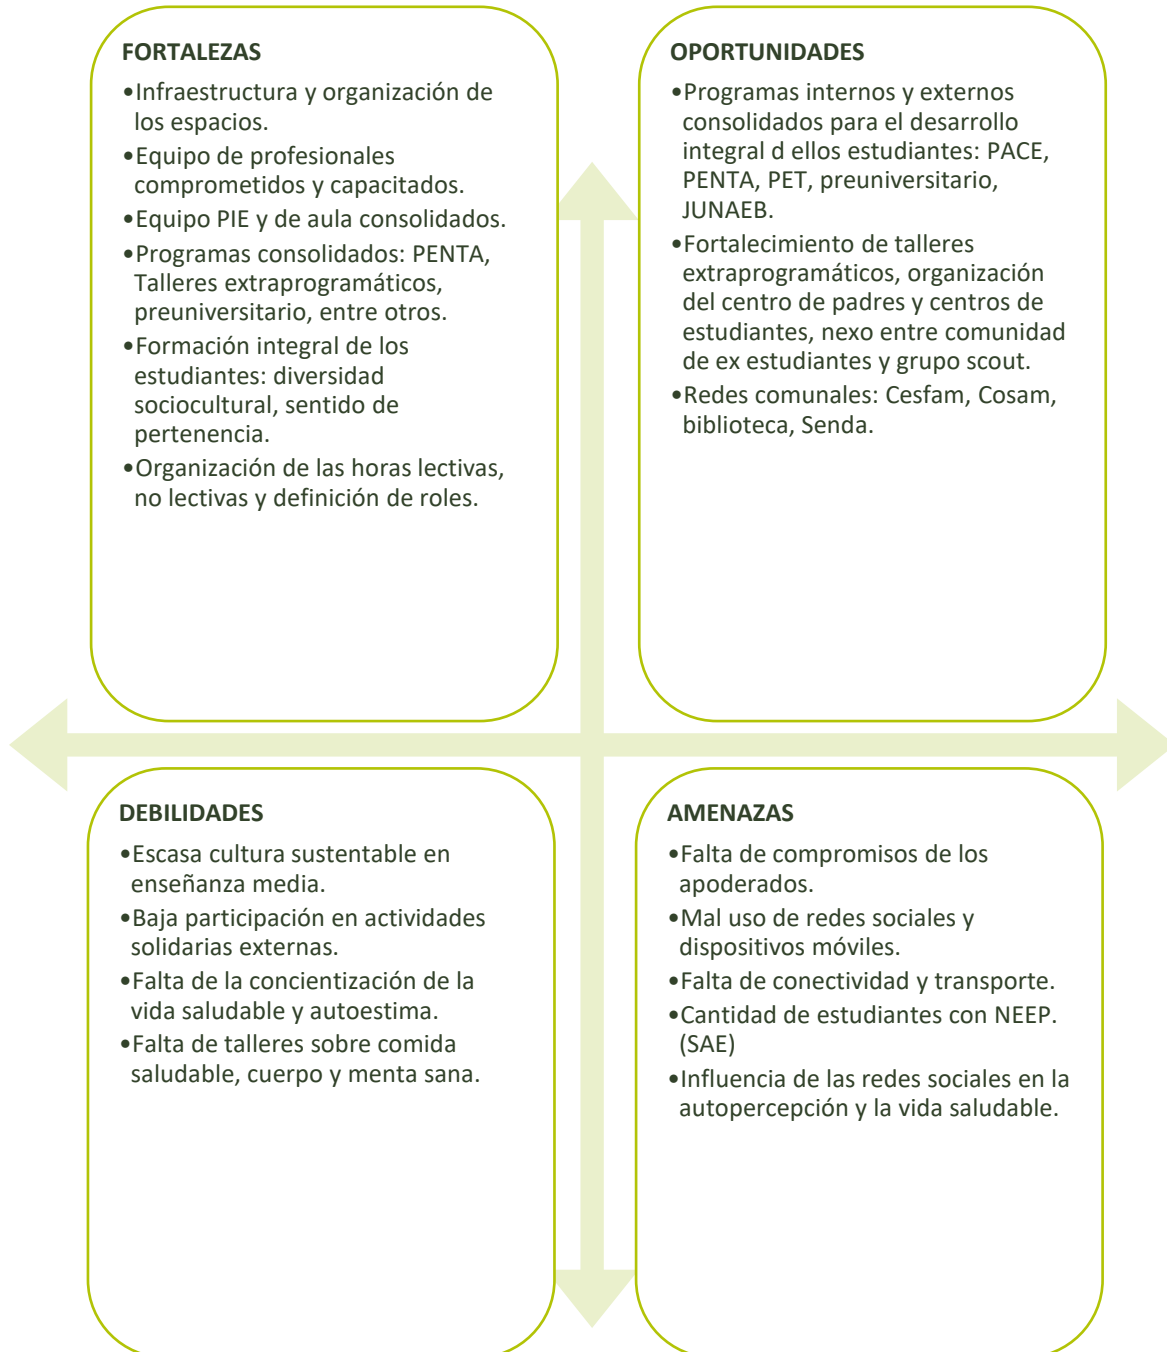 FORTALEZAS
•Infraestructura y organización de
los espacios.
•Equipo de profesionales
comprometidos y capacitados.
•Equipo PIE y de aula consolidados.
•Programas consolidados: PENTA,
Talleres extraprogramáticos,
preuniversitario, entre otros.
•Formación integral de los
estudiantes: diversidad
sociocultural, sentido de
pertenencia.
•Organización de las horas lectivas,
no lectivas y definición de roles.
OPORTUNIDADES
•Programas internos y externos
consolidados para el desarrollo
integral d ellos estudiantes: PACE,
PENTA, PET, preuniversitario,
JUNAEB.
•Fortalecimiento de talleres
extraprogramáticos, organización
del centro de padres y centros de
estudiantes, nexo entre comunidad
de ex estudiantes y grupo scout.
•Redes comunales: Cesfam, Cosam,
biblioteca, Senda.
DEBILIDADES
•Escasa cultura sustentable en
enseñanza media.
•Baja participación en actividades
solidarias externas.
•Falta de la concientización de la
vida saludable y autoestima.
•Falta de talleres sobre comida
saludable, cuerpo y menta sana.
AMENAZAS
•Falta de compromisos de los
apoderados.
•Mal uso de redes sociales y
dispositivos móviles.
•Falta de conectividad y transporte.
•Cantidad de estudiantes con NEEP.
(SAE)
•Influencia de las redes sociales en la
autopercepción y la vida saludable.